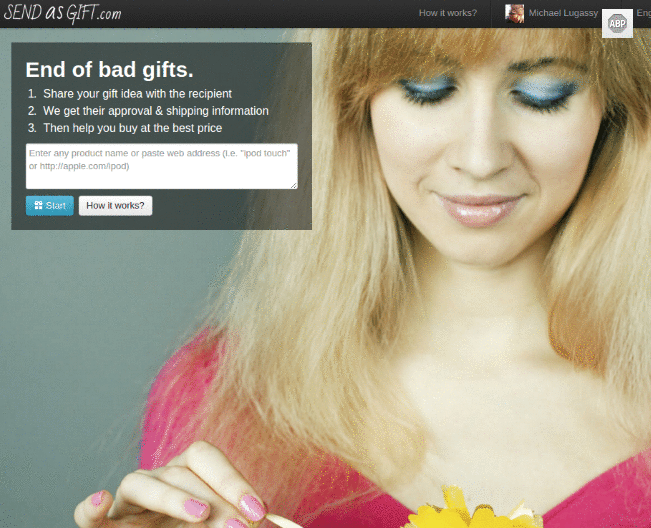 SEND as GIFT.com
How it works?
Michael Lugassy
ABP
Eng
End of bad gifts.
1. Share your gift idea with the recipient
2. We get their approval & shipping information
3. Then help you buy at the best price
Enter any product name or paste web address (i.e. "ipod touch"
or http://apple.com/ipod)
Start
How it works?